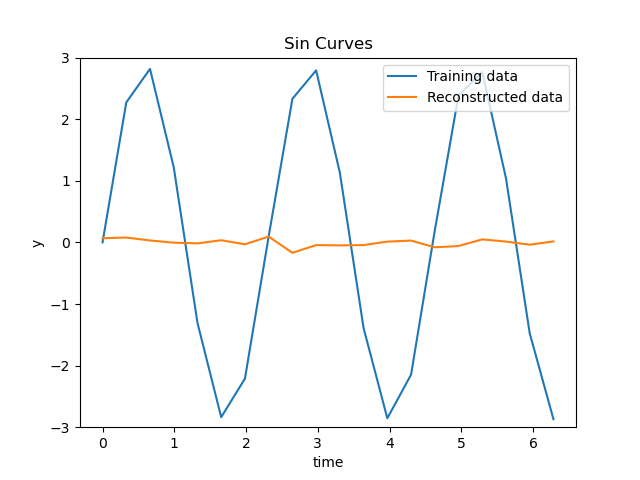 Sin Curves
Training data
Reconstructed data
3
2
1
0
−1
−2
−3
y
0 1 2 3 4 5 6
time